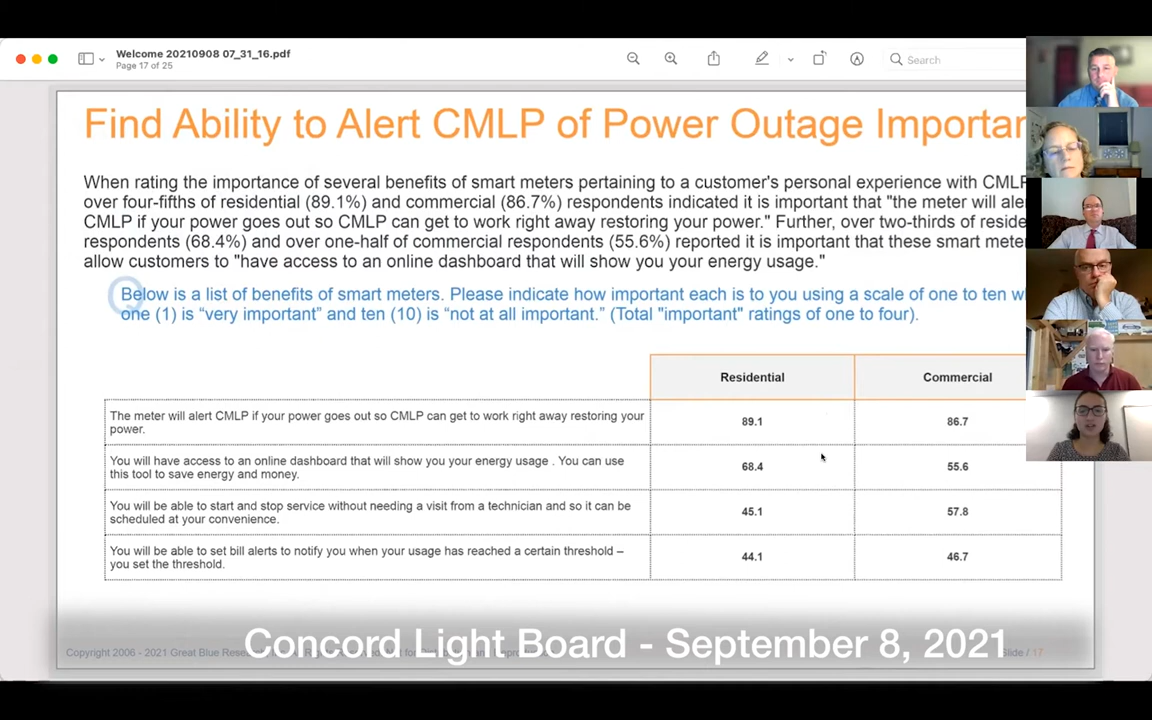 Welcome 20210908 07_31_16.pdf
Page 17 of 25
Search
Find Ability to Alert CMLP of Power Outage
When rating the importance of several benefits of smart meters pertaining to a customer's personal experience with
over four-fifths of residential (89.1%) and commercial (86.7%) respondents indicated it is important that "the meter will
CMLP if your power goes out so CMLP can get to work right away restoring your power." Further, over two-thirds of
respondents (68.4%) and over one-half of commercial respondents (55.6%) reported it is important that these smart
allow customers to "have access to an online dashboard that will show you your energy usage."
Below is a list of benefits of smart meters. Please indicate how important each is to you using a scale of one to ten
one (1) is “very important” and ten (10) is “not at all important.” (Total "important" ratings of one to four).
Residential Commercial
The meter will alert CMLP if your power goes out so CMLP can get to work right away restoring your
power.
89.1 86.7
You will have access to an online dashboard that will show you your energy usage . You can use
this tool to save energy and money.
68.4 55.6
You will be able to start and stop service without needing a visit from a technician and so it can be
scheduled at your convenience.
45.1 57.8
You will be able to set bill alerts to notify you when your usage has reached a certain threshold –
you set the threshold.
44.1 46.7
Concord Light Board - September 8, 2021
Copyright 2006 - 2021 Great Blue
Slide / 17